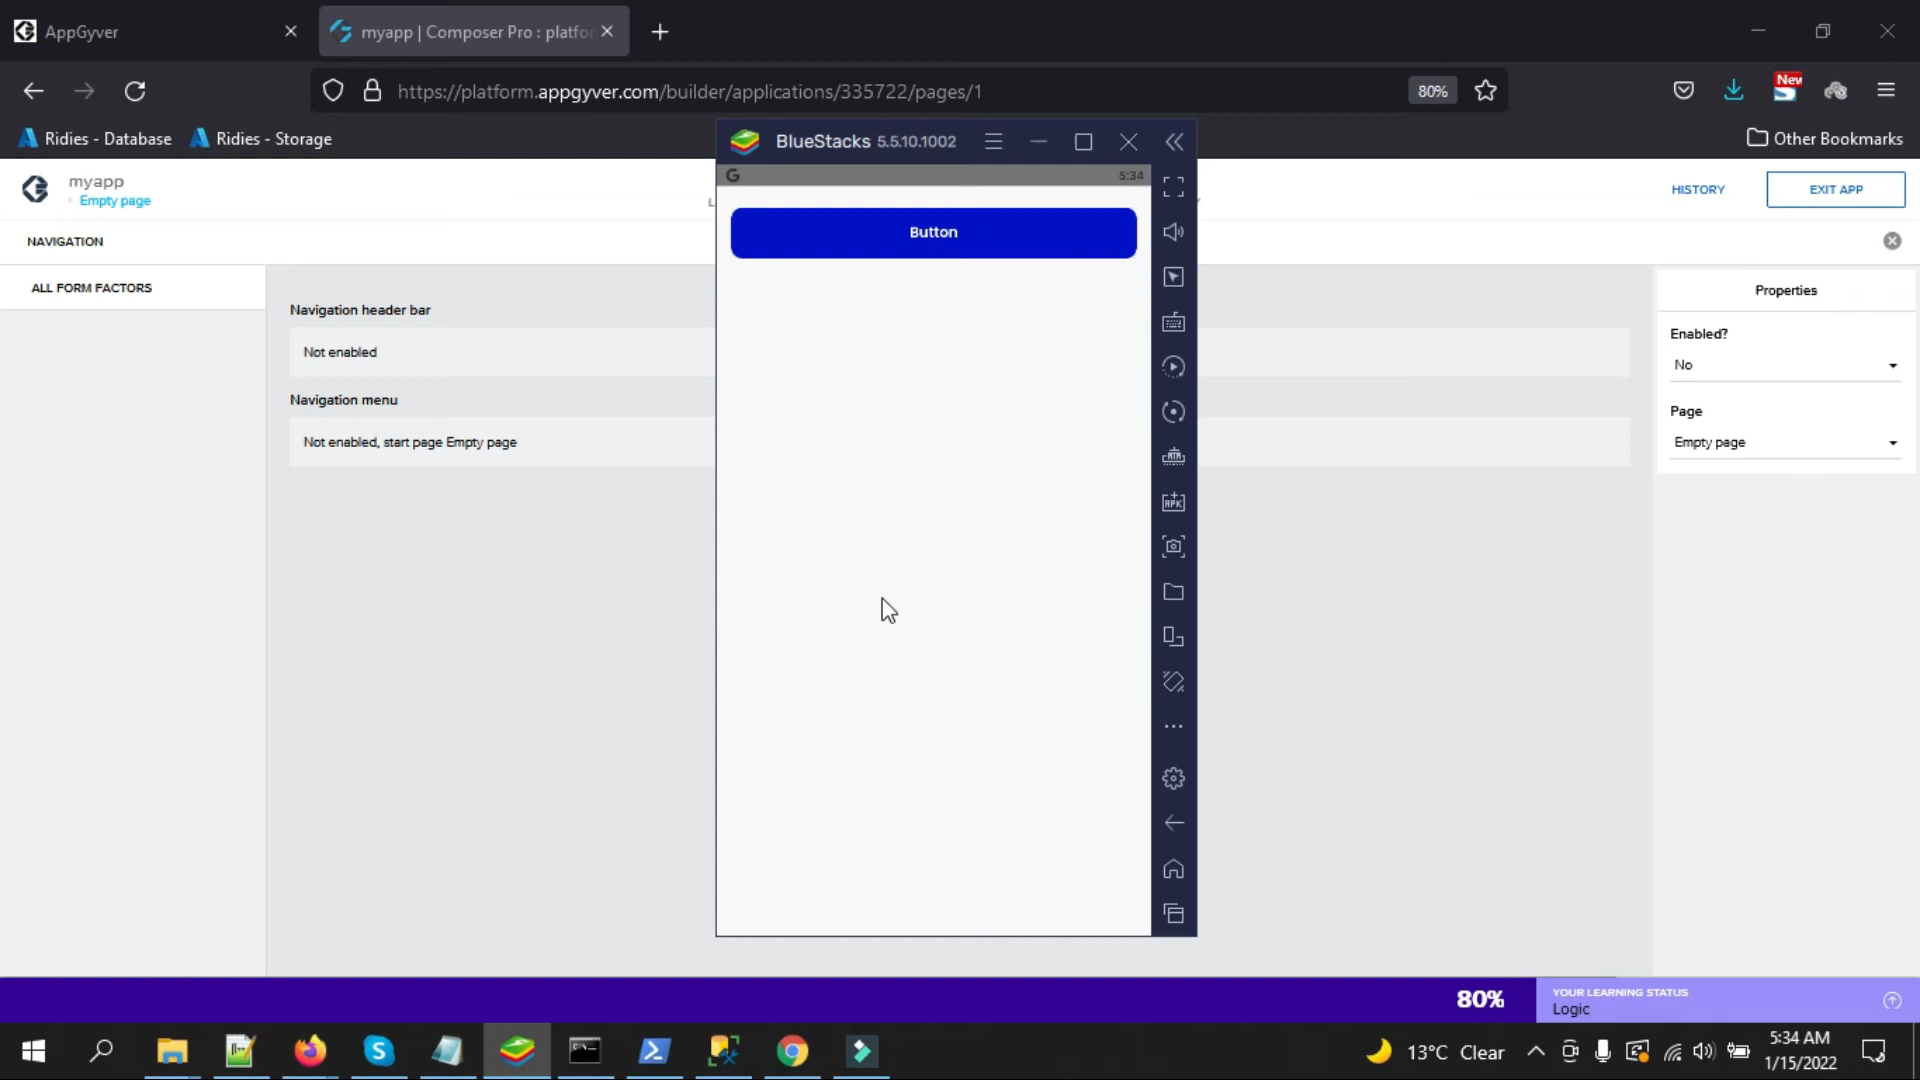 AppGyver
myapp | Composer Pro : platfor
https://platform.appgyver.com/builder/applications/335722/pages/1
80%
New
Ridies - Database
Ridies - Storage
Other Bookmarks
BlueStacks 5.5.10.1002
myapp
Empty page
G
5:34
HISTORY
EXIT APP
Button
NAVIGATION
ALL FORM FACTORS
Properties
Navigation header bar
Not enabled
Navigation menu
Not enabled, start page Empty page
Enabled?
No
Page
Empty page
APK
80%
YOUR LEARNING STATUS
Logic
13°C Clear
5:34 AM
1/15/2022